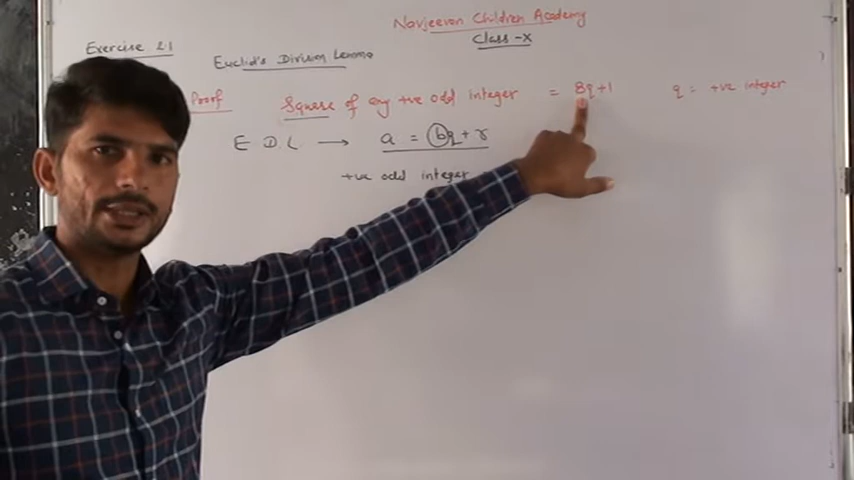 Navjeevan Children Academy
Class - X
Exercise 2.1
Euclid's Division Lemma
Proof
Square of any +ve odd integer = 8q+1 q = +ve integer
E D L → a = bq + r
+ve odd integer